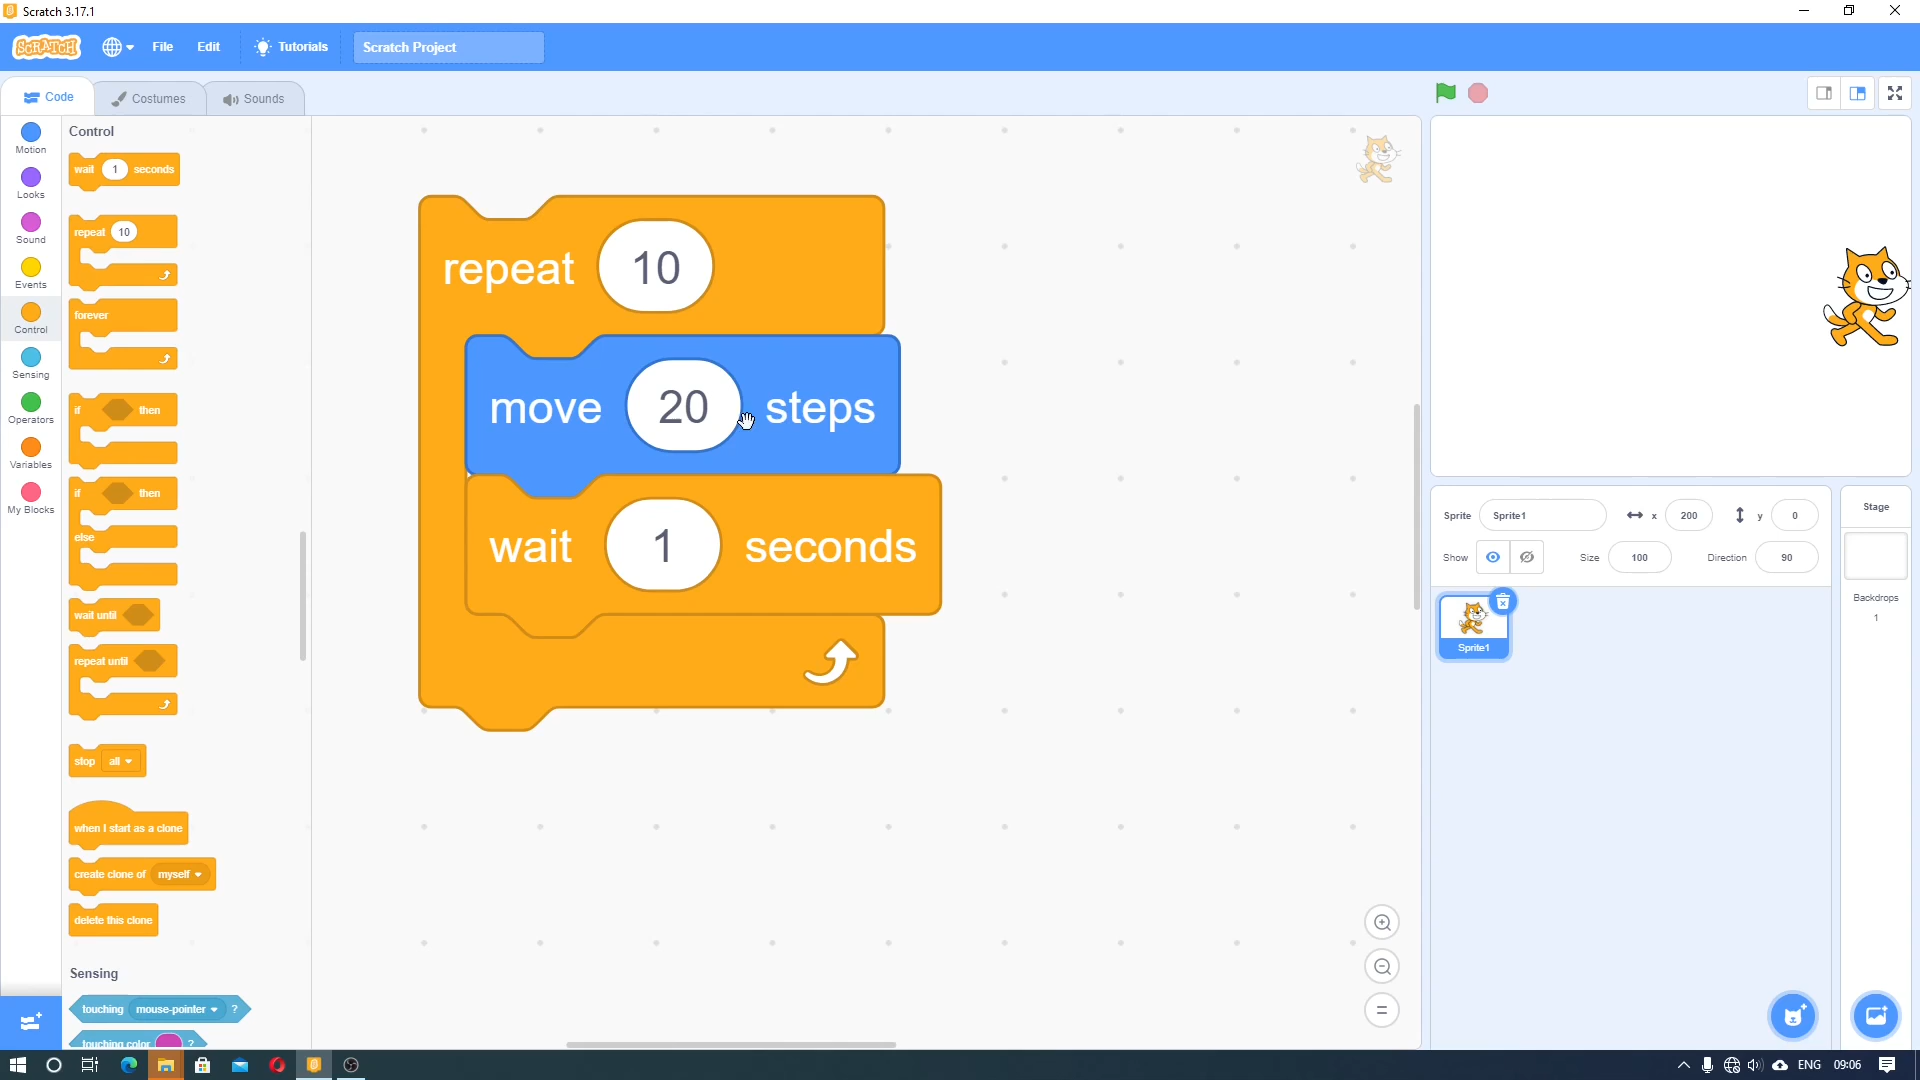 Scratch 3.17.1
SCRATCH
File
Edit
Tutorials
Scratch Project
Code
Costumes
Sounds
Motion
Looks
Sound
Events
Control
Sensing
Operators
Variables
My Blocks
Control
wait 1 seconds
repeat 10
forever
if then
if then
else
wait until
repeat until
stop all
when I start as a clone
create clone of myself
delete this clone
Sensing
touching mouse-pointer ?
touching color ?
repeat 10
move 20 steps
wait 1 seconds
Sprite Sprite1 x 200 y 0
Show Size 100 Direction 90
Sprite1
Stage
Backdrops
1
ENG 09:06